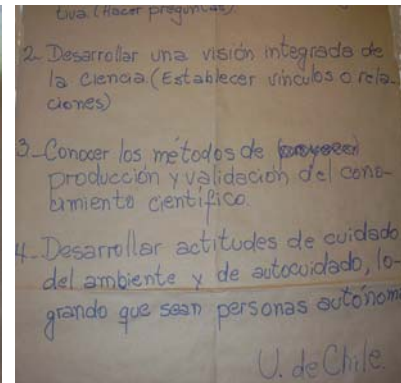 tiva (Hacer preguntas).
2- Desarrollar una visión integrada de
la Ciencia (Establecer vínculos o rela-
ciones)
3- Conocer los métodos de
producción y validación del cono-
cimiento científico.
4- Desarrollar actitudes de cuidado
del ambiente y de autocuidado, lo-
grando que sean personas autónom
U. de Chile